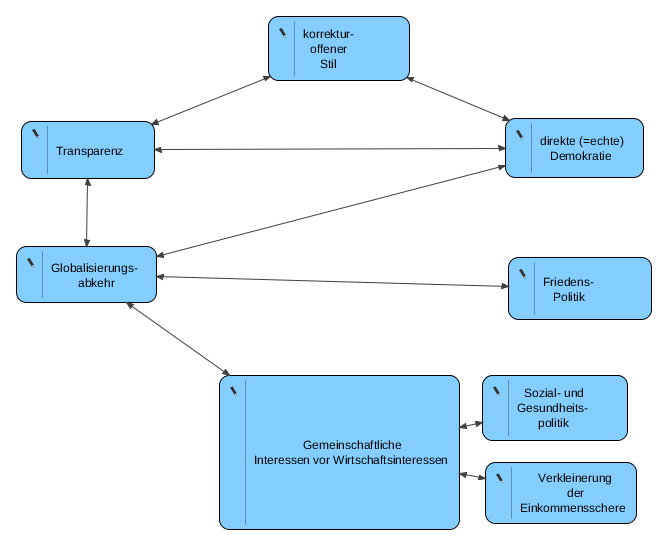 korrektur-
offener
Stil
Transparenz
direkte (=echte)
Demokratie
Globalisierungs-
abkehr
Friedens-
Politik
Gemeinschaftliche
Interessen vor Wirtschaftsinteressen
Sozial- und
Gesundheits-
politik
Verkleinerung
der
Einkommensschere